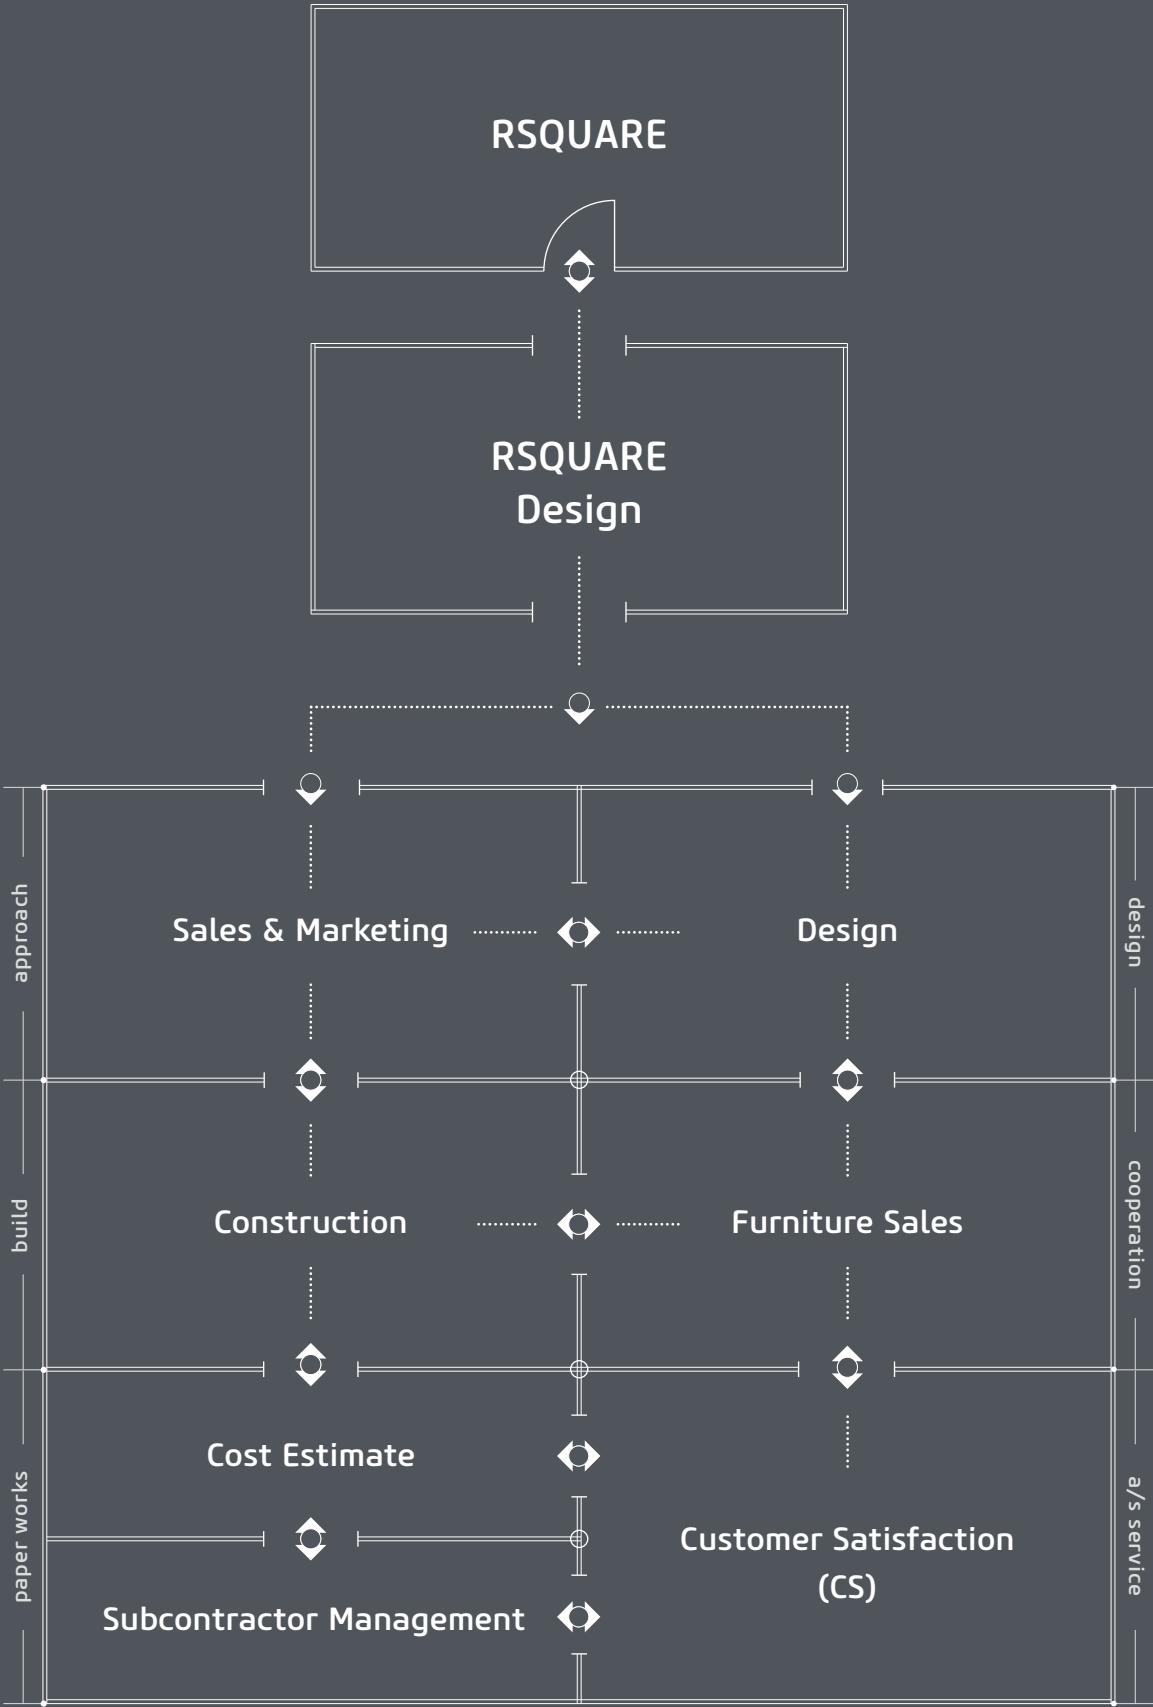 RSQUARE
RSQUARE
Design
approach
Sales & Marketing
Design
design
build
Construction
Furniture Sales
cooperation
paper works
Cost Estimate
Subcontractor Management
Customer Satisfaction
(CS)
a/s service